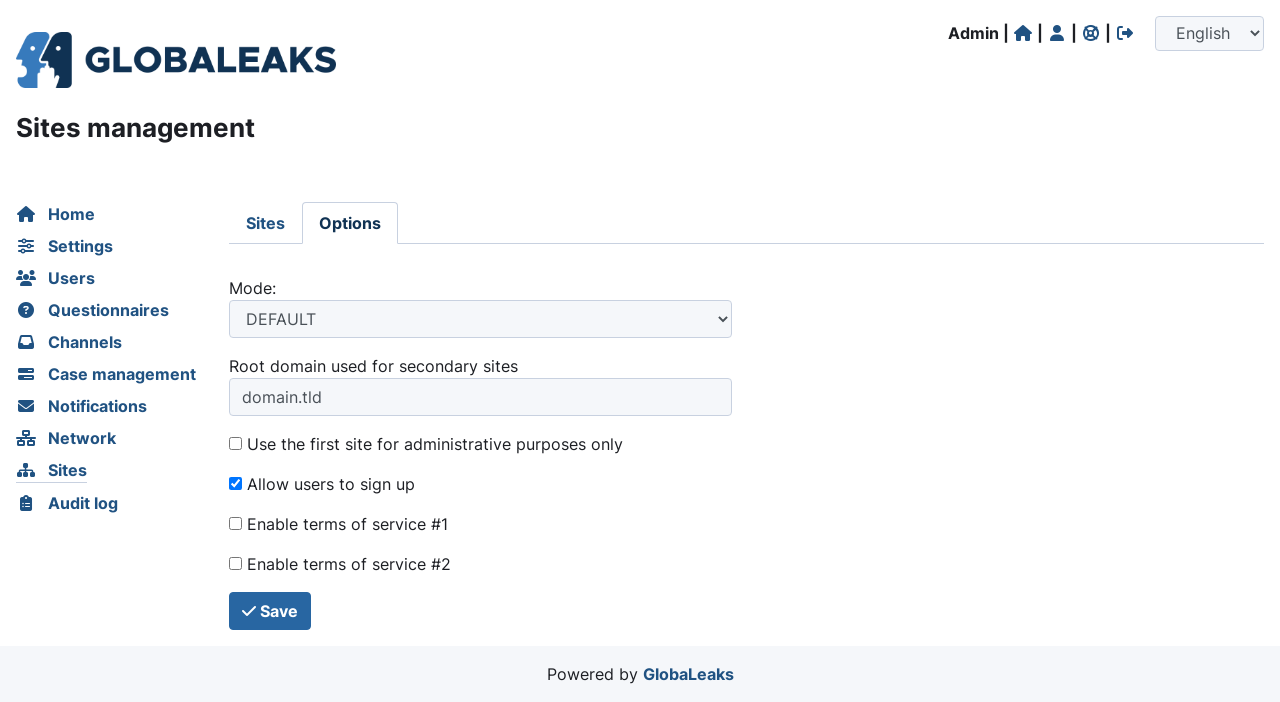 GLOBALEAKS
Admin | | | |
English
Sites management
Home
Settings
Users
Questionnaires
Channels
Case management
Notifications
Network
Sites
Audit log
Sites
Options
Mode:
DEFAULT
Root domain used for secondary sites
domain.tld
Use the first site for administrative purposes only
Allow users to sign up
Enable terms of service #1
Enable terms of service #2
Save
Powered by GlobaLeaks